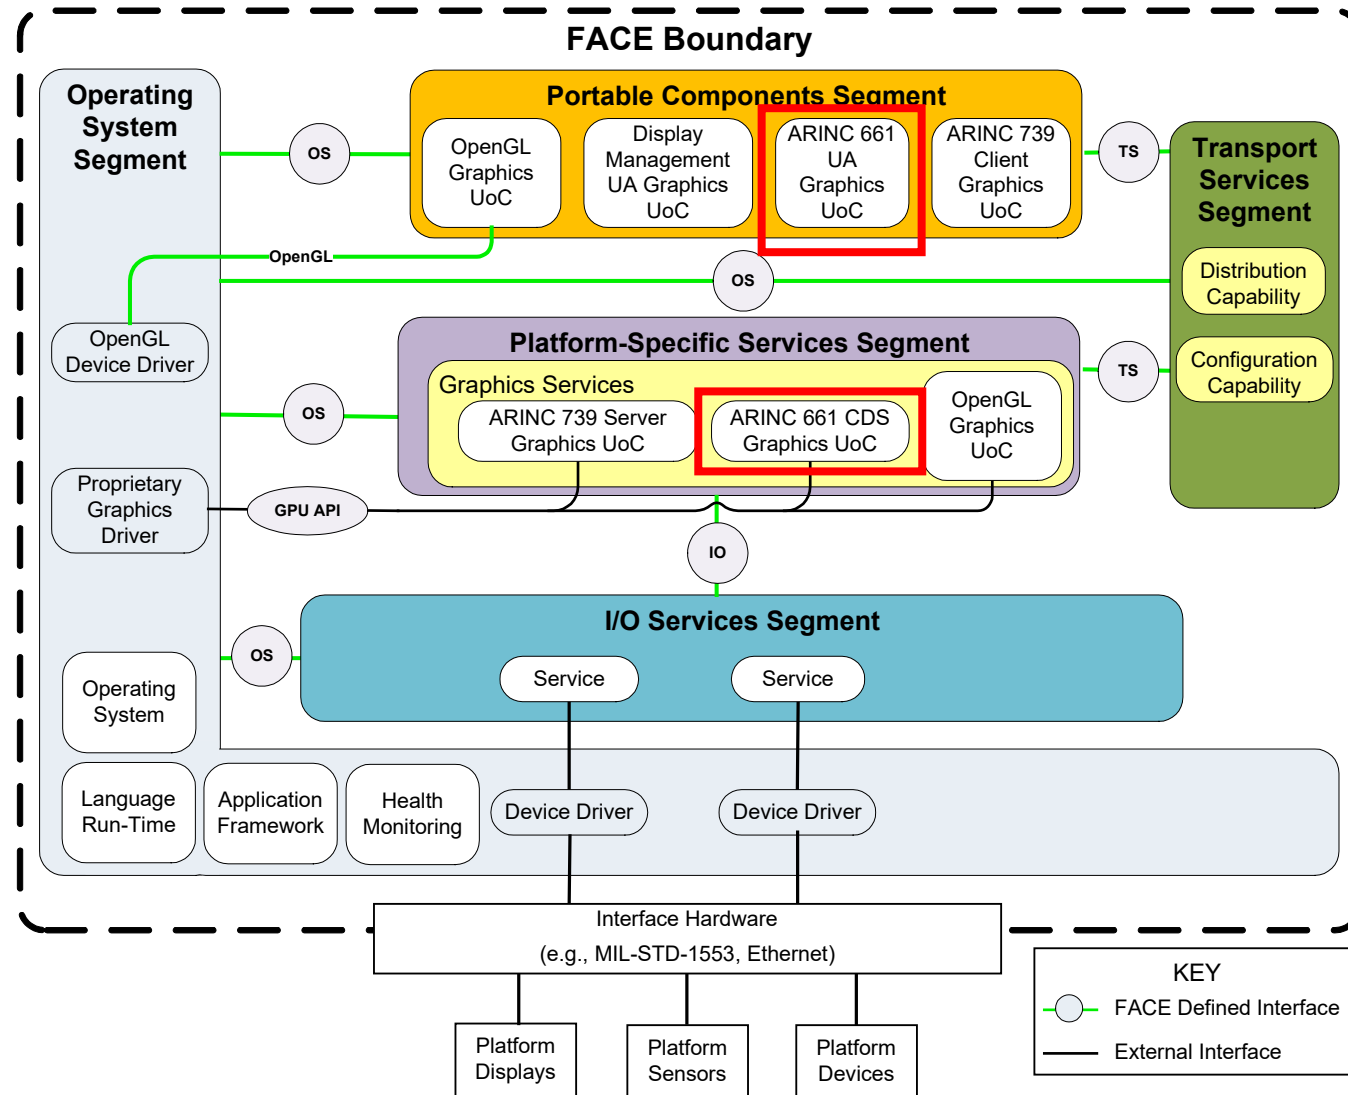 FACE Boundary
Operating
System
Segment
OS
Portable Components Segment
OpenGL
Graphics
UoC
Display
Management
UA Graphics
UoC
ARINC 661
UA
Graphics
UoC
ARINC 739
Client
Graphics
UoC
TS
Transport
Services
Segment
OpenGL
OS
Distribution
Capability
OpenGL
Device Driver
Platform-Specific Services Segment
TS
Configuration
Capability
OS
Graphics Services
ARINC 739 Server
Graphics UoC
ARINC 661 CDS
Graphics UoC
OpenGL
Graphics
UoC
Proprietary
Graphics
Driver
GPU API
IO
I/O Services Segment
OS
Service
Service
Operating
System
Language
Run-Time
Application
Framework
Health
Monitoring
Device Driver
Device Driver
Interface Hardware
(e.g., MIL-STD-1553, Ethernet)
Platform
Displays
Platform
Sensors
Platform
Devices
KEY
FACE Defined Interface
External Interface